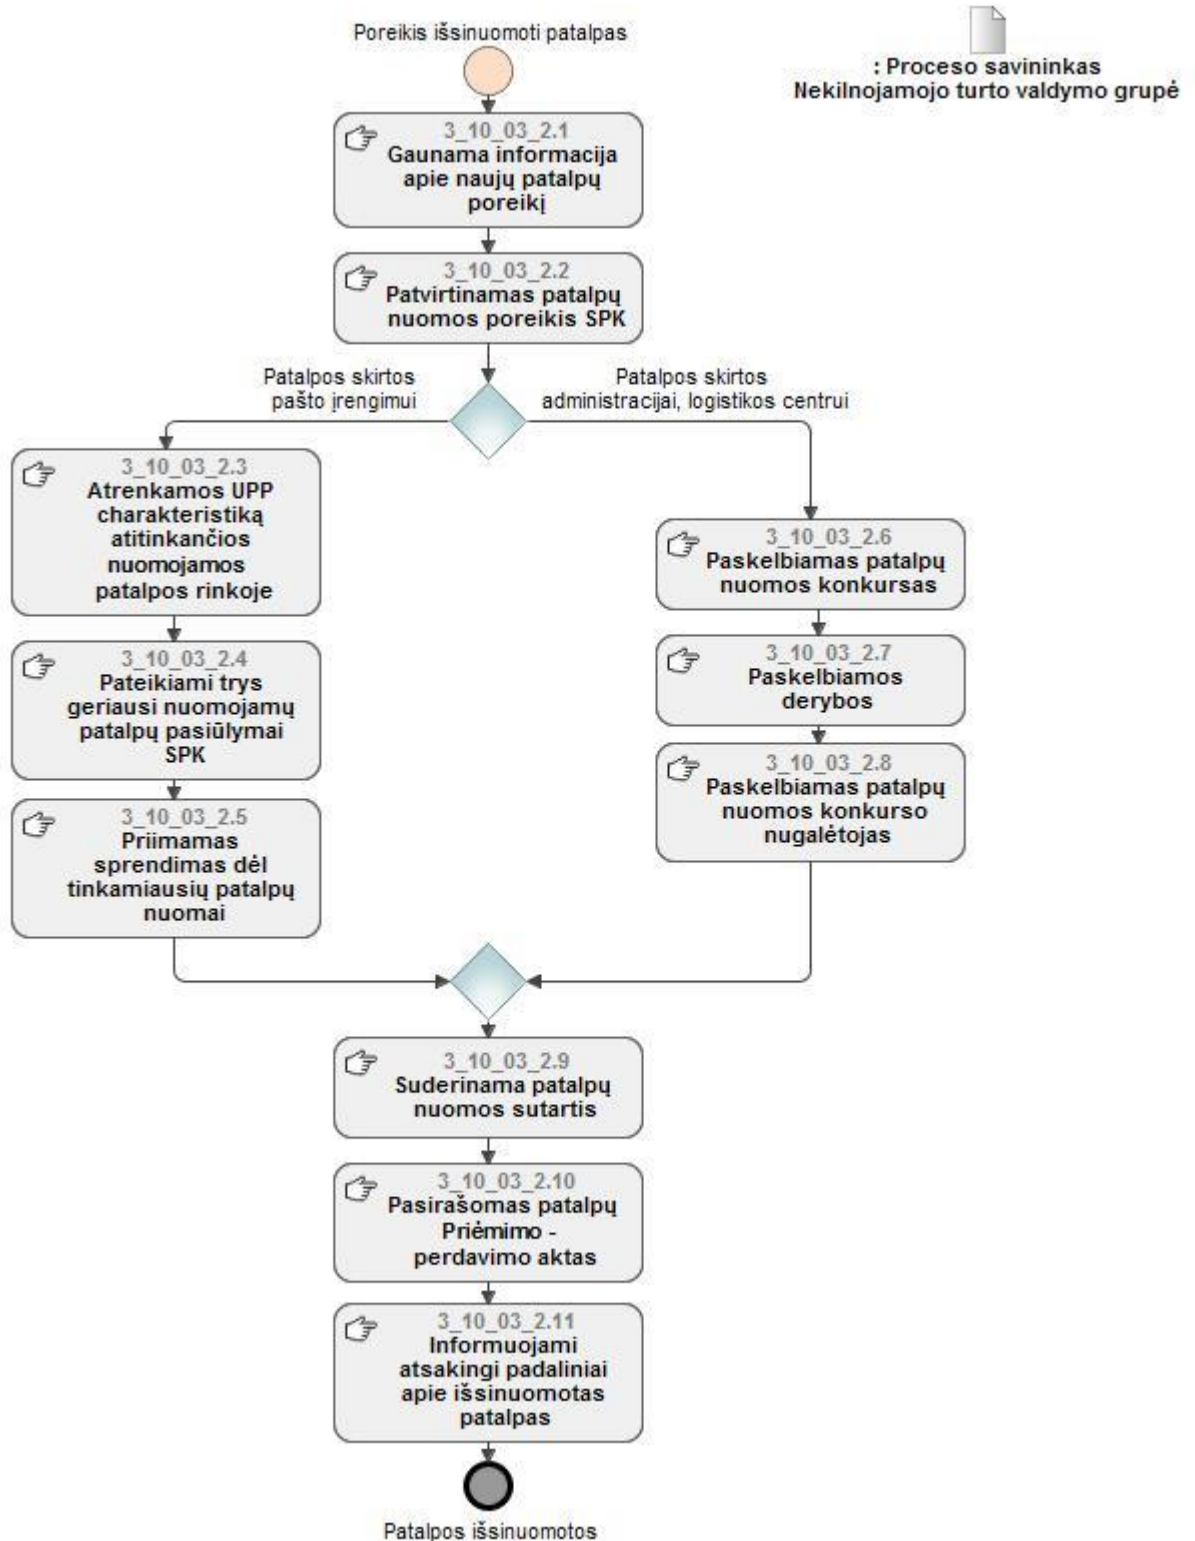 Poreikis išsinuomoti patalpas
: Proceso savininkas
Nekilnojamojo turto valdymo grupė
3_10_03_2.1
Gaunama informacija
apie naujų patalpų
poreikį
3_10_03_2.2
Patvirtinamas patalpų
nuomos poreikis SPK
Patalpos skirtos
pašto įrengimui
Patalpos skirtos
administracijai, logistikos centrui
3_10_03_2.3
Atrenkamos UPP
charakteristiką
atitinkančios
nuomojamos
patalpos rinkoje
3_10_03_2.4
Pateikiami trys
geriausi nuomojamų
patalpų pasiūlymai
SPK
3_10_03_2.5
Priimamas
sprendimas dėl
tinkamiausių patalpų
nuomai
3_10_03_2.6
Paskelbiamas patalpų
nuomos konkursas
3_10_03_2.7
Paskelbiamos
derybos
3_10_03_2.8
Paskelbiamas patalpų
nuomos konkurso
nugalėtojas
3_10_03_2.9
Suderinama patalpų
nuomos sutartis
3_10_03_2.10
Pasirašomas patalpų
Priėmimo -
perdavimo aktas
3_10_03_2.11
Informuojami
atsakingi padaliniai
apie išsinuomotas
patalpas
Patalpos išsinuomotos